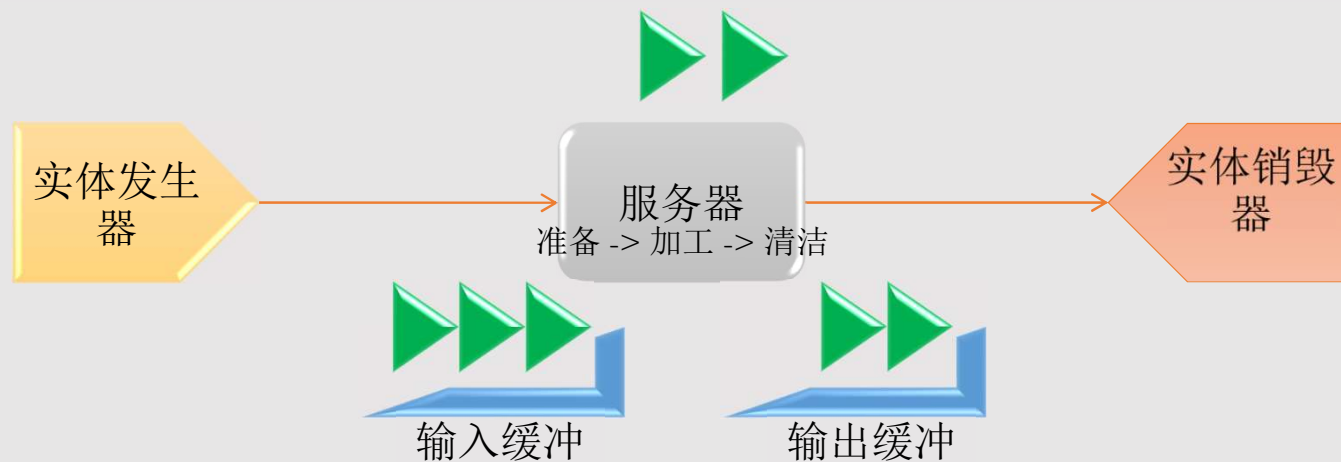 实体发生
器
服务器
准备 -> 加工 -> 清洁
实体销毁
器
输入缓冲
输出缓冲